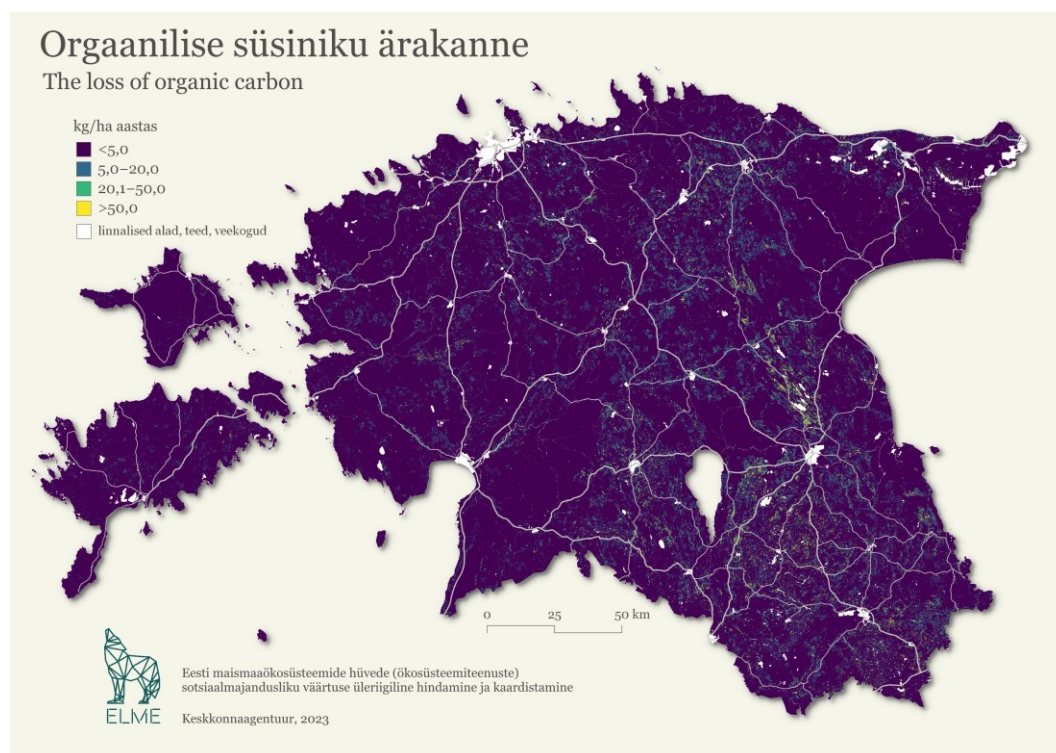 Orgaanilise süsiniku ärakanne
The loss of organic carbon
kg/ha aastas
<5,0
5,0–20,0
20,1–50,0
>50,0
linnalised alad, teed, veekogud
0 25 50 km
ELME
Eesti maismaaökosüsteemide hüvede (ökosüsteemiteenuste)
sotsiaalmajandusliku väärtuse üleriigiline hindamine ja kaardistamine
Keskkonnaagentuur, 2023